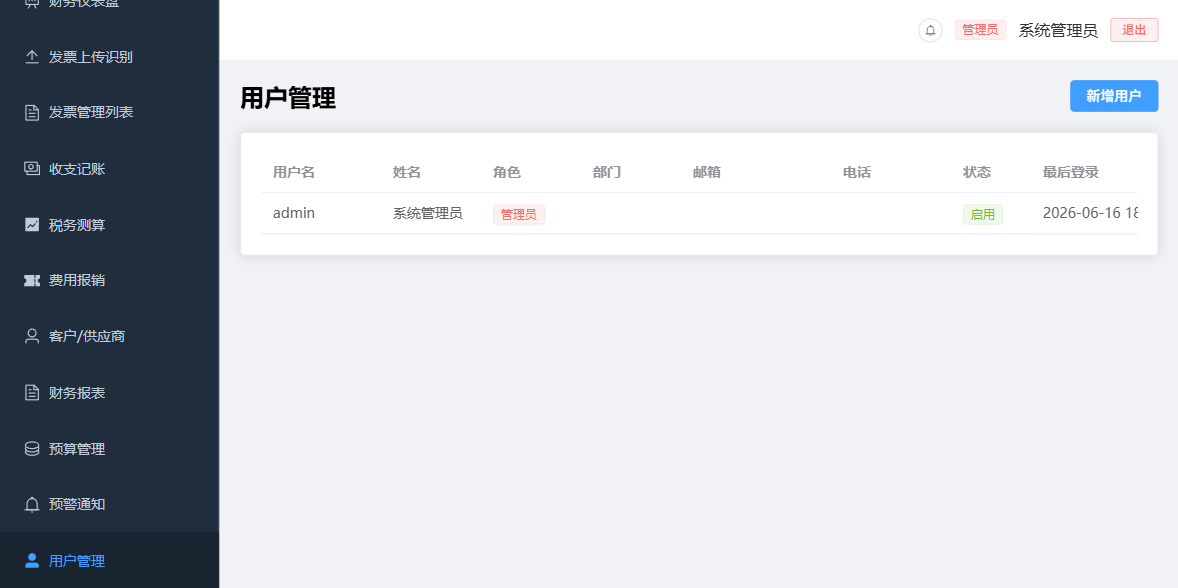 财务仪表盘
发票上传识别
发票管理列表
收支记账
税务测算
费用报销
客户/供应商
财务报表
预算管理
预警通知
用户管理
管理员 系统管理员 退出
用户管理 新增用户
用户名 姓名 角色 部门 邮箱 电话 状态 最后登录
admin 系统管理员 管理员 启用 2026-06-16 18